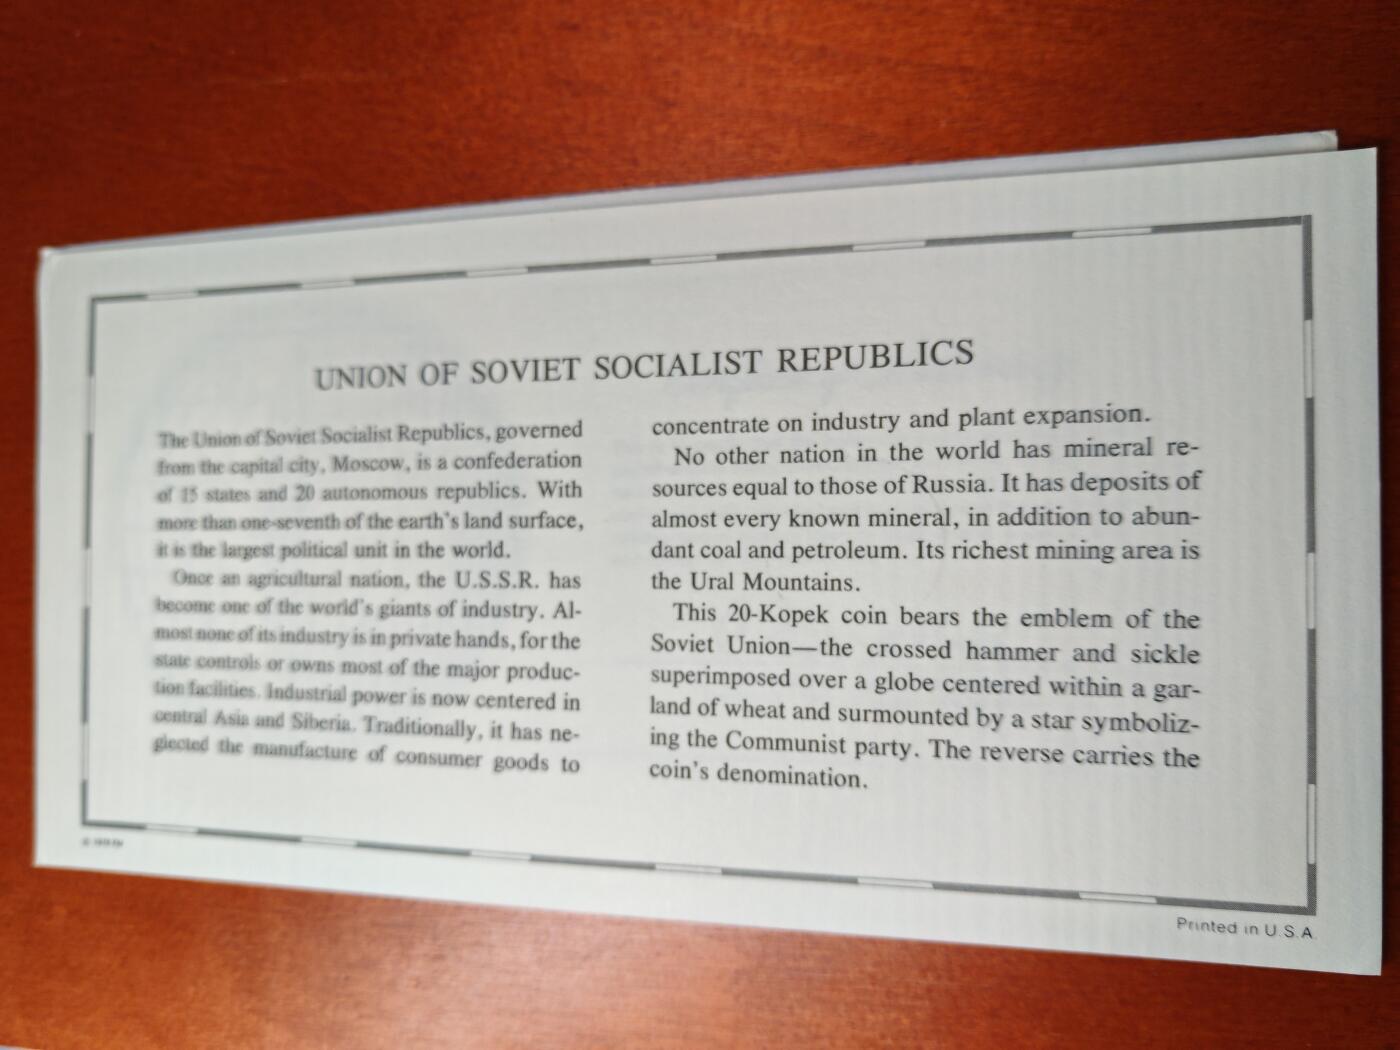 UNION OF SOVIET SOCIALIST REPUBLICS
The Union of Soviet Socialist Republics, governed
from the capital city, Moscow, is a confederation
of 15 states and 20 autonomous republics. With
more than one-seventh of the earth's land surface,
it is the largest political unit in the world.
Once an agricultural nation, the U.S.S.R. has
become one of the world's giants of industry. Al-
most none of its industry is in private hands, for the
state controls or owns most of the major produc-
tion facilities. Industrial power is now centered in
central Asia and Siberia. Traditionally, it has ne-
glected the manufacture of consumer goods to
concentrate on industry and plant expansion.
No other nation in the world has mineral re-
sources equal to those of Russia. It has deposits of
almost every known mineral, in addition to abun-
dant coal and petroleum. Its richest mining area is
the Ural Mountains.
This 20-Kopek coin bears the emblem of the
Soviet Union—the crossed hammer and sickle
superimposed over a globe centered within a gar-
land of wheat and surmounted by a star symboliz-
ing the Communist party. The reverse carries the
coin's denomination.
Printed in U.S.A.